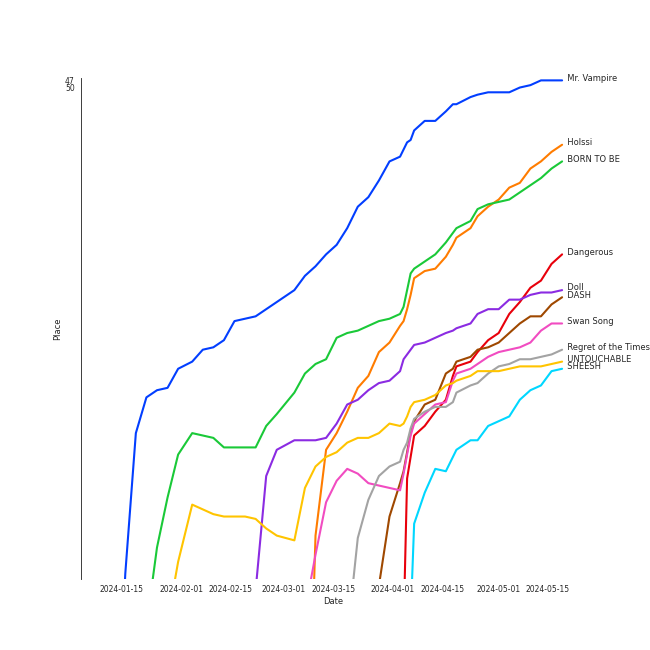 47
50
Mr. Vampire
Holssi
BORN TO BE
Dangerous
Doll
DASH
Swan Song
Regret of the Times
UNTOUCHABLE
SHEESH
Place
2024-01-15 2024-02-01 2024-02-15 2024-03-01 2024-03-15 2024-04-01 2024-04-15 2024-05-01 2024-05-15
Date